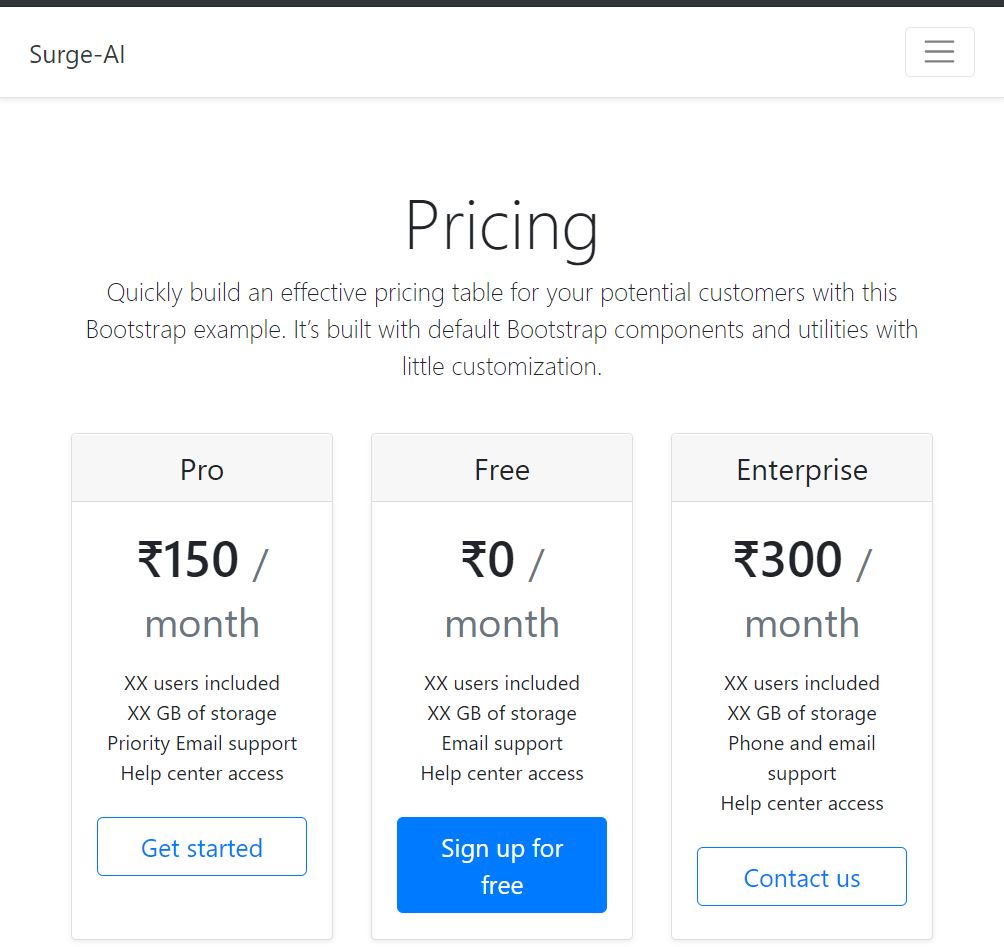 Surge-AI
Pricing
Quickly build an effective pricing table for your potential customers with this
Bootstrap example. It’s built with default Bootstrap components and utilities with
little customization.
Pro
₹150 /
month
XX users included
XX GB of storage
Priority Email support
Help center access
Get started
Free
₹0 /
month
XX users included
XX GB of storage
Email support
Help center access
Sign up for
free
Enterprise
₹300 /
month
XX users included
XX GB of storage
Phone and email
support
Help center access
Contact us